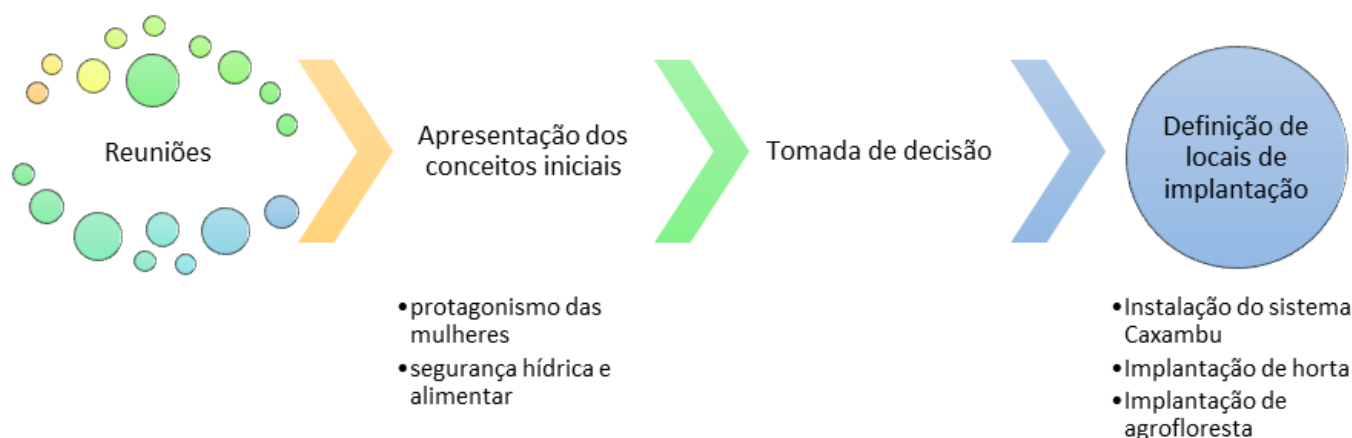 Reuniões
Apresentação dos
conceitos iniciais
•protagonismo das
mulheres
•segurança hídrica e
alimentar
Tomada de decisão
Definição de
locais de
implantação
•Instalação do sistema
Caxambu
•Implantação de horta
•Implantação de
agrofloresta